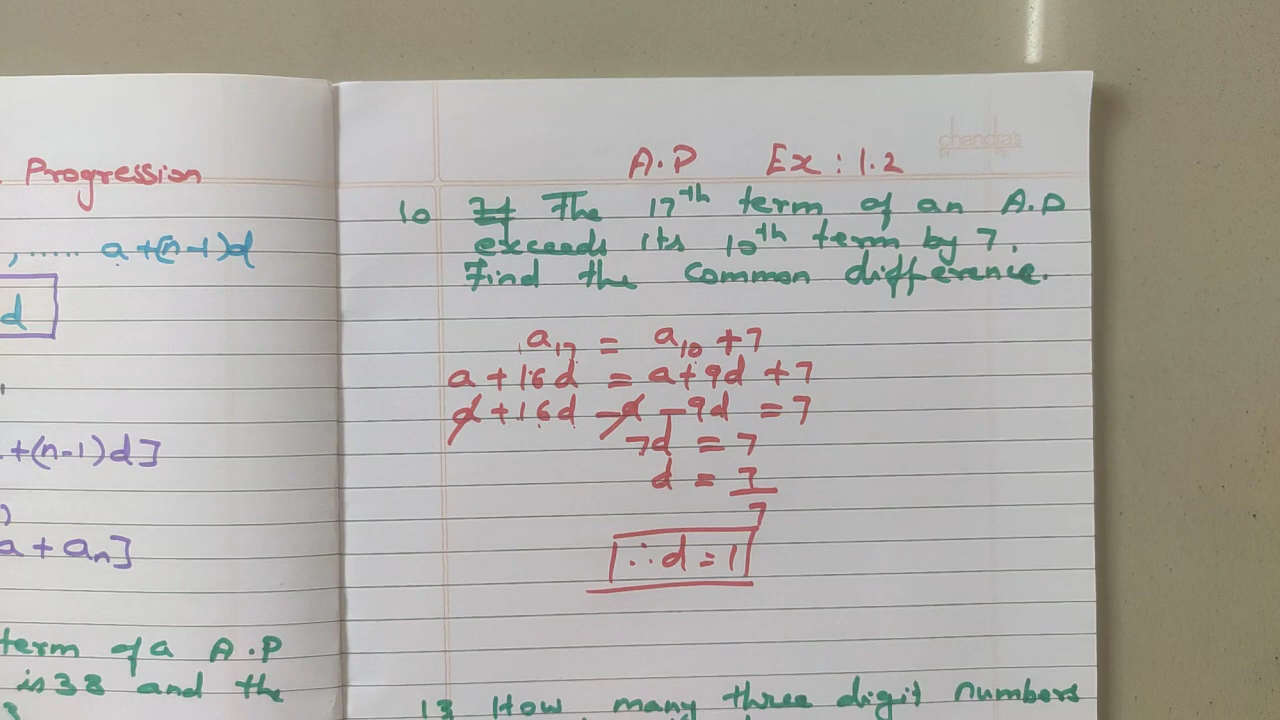 Progression
, ..... a+(n-1)d
d
+(n-1)d]
a + an]
term of a A.P
is 38 and the
chandra's
A.P Ex : 1.2
10 If The 17th term of an A.P
exceeds its 10th term by 7.
Find the common difference.
a17 = a10 + 7
a + 16d = a + 9d + 7
a + 16d - a - 9d = 7
7d = 7
d = 7/7
∴ d = 1
13 How many three digit numbers